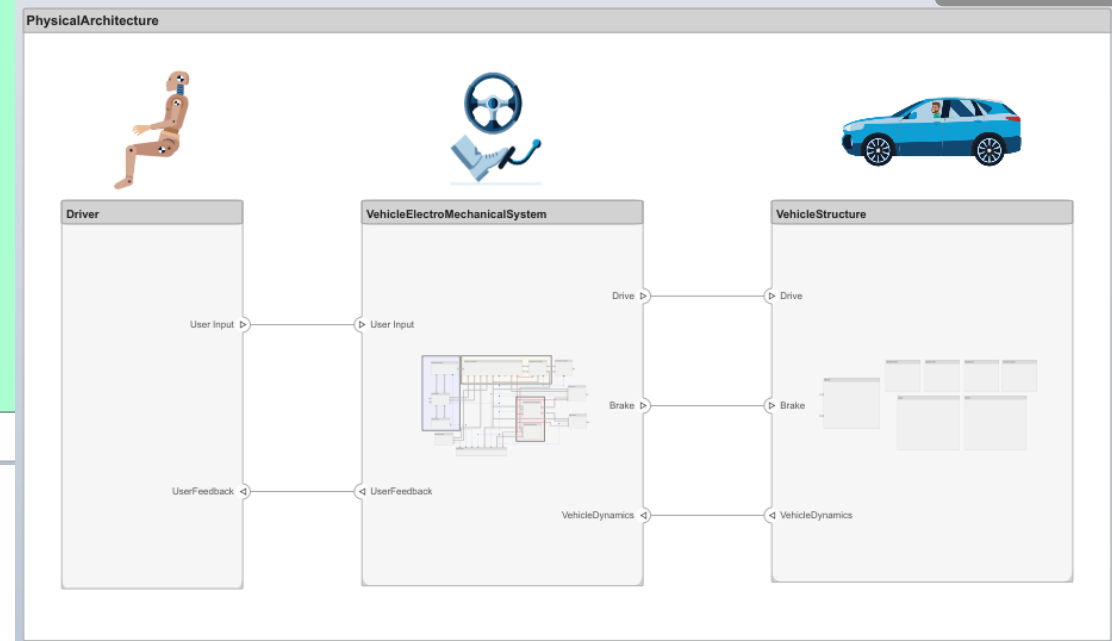 PhysicalArchitecture
Driver
VehicleElectroMechanicalSystem
VehicleStructure
Drive
Drive
User Input
User Input
Brake
Brake
UserFeedback
UserFeedback
VehicleDynamics
VehicleDynamics